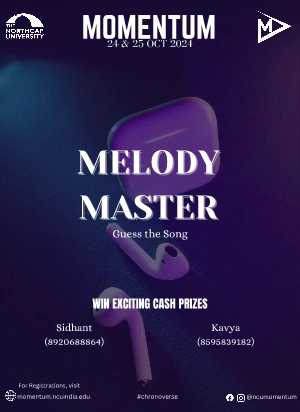 THE
NORTHCAP
UNIVERSITY
MOMENTUM
24 & 25 OCT 2024
M
MELODY
MASTER
Guess the Song
WIN EXCITING CASH PRIZES
Sidhant
(8920688864)
Kavya
(8595839182)
For Registrations, visit
momentum.ncuindia.edu
#chronoverse
@ncumomentum